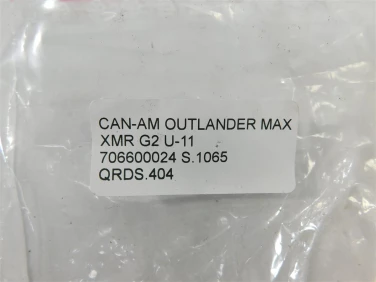 CAN-AM OUTLANDER MAX
XMR G2 U-11
706600024 S.1065
QRDS.404